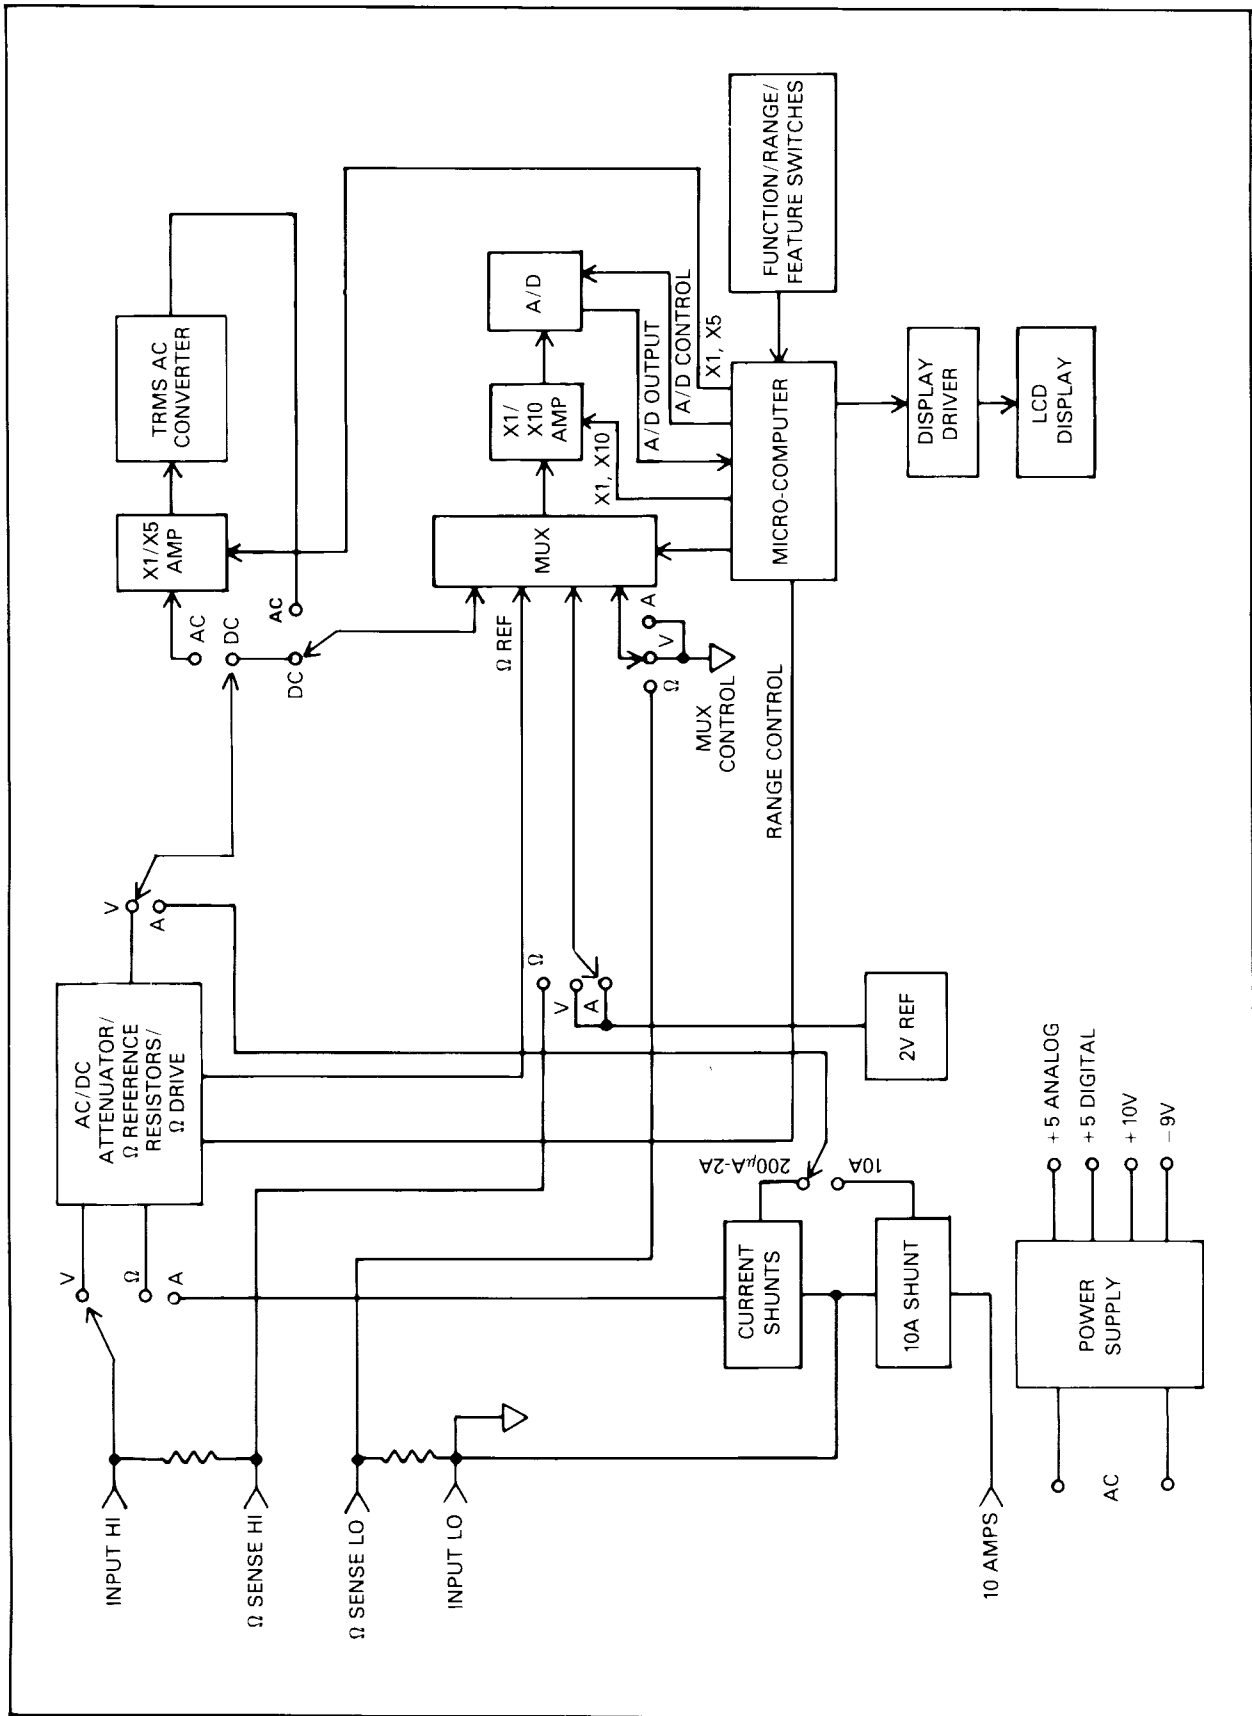 INPUT HI
Ω SENSE HI
Ω SENSE LO
INPUT LO
10 AMPS
V
Ω
A
AC/DC
ATTENUATOR/
Ω REFERENCE
RESISTORS/
Ω DRIVE
V
A
AC
DC
X1/X5
AMP
TRMS AC
CONVERTER
AC
DC
Ω REF
Ω
V
A
MUX
X1/
X10
AMP
A/D
X1, X10
A/D OUTPUT
A/D CONTROL
X1, X5
Ω
V
A
MUX
CONTROL
RANGE CONTROL
MICRO-COMPUTER
FUNCTION/RANGE/
FEATURE SWITCHES
DISPLAY
DRIVER
LCD
DISPLAY
2V REF
CURRENT
SHUNTS
200µA-2A
10A
10A SHUNT
AC
POWER
SUPPLY
+5 ANALOG
+5 DIGITAL
+10V
−9V